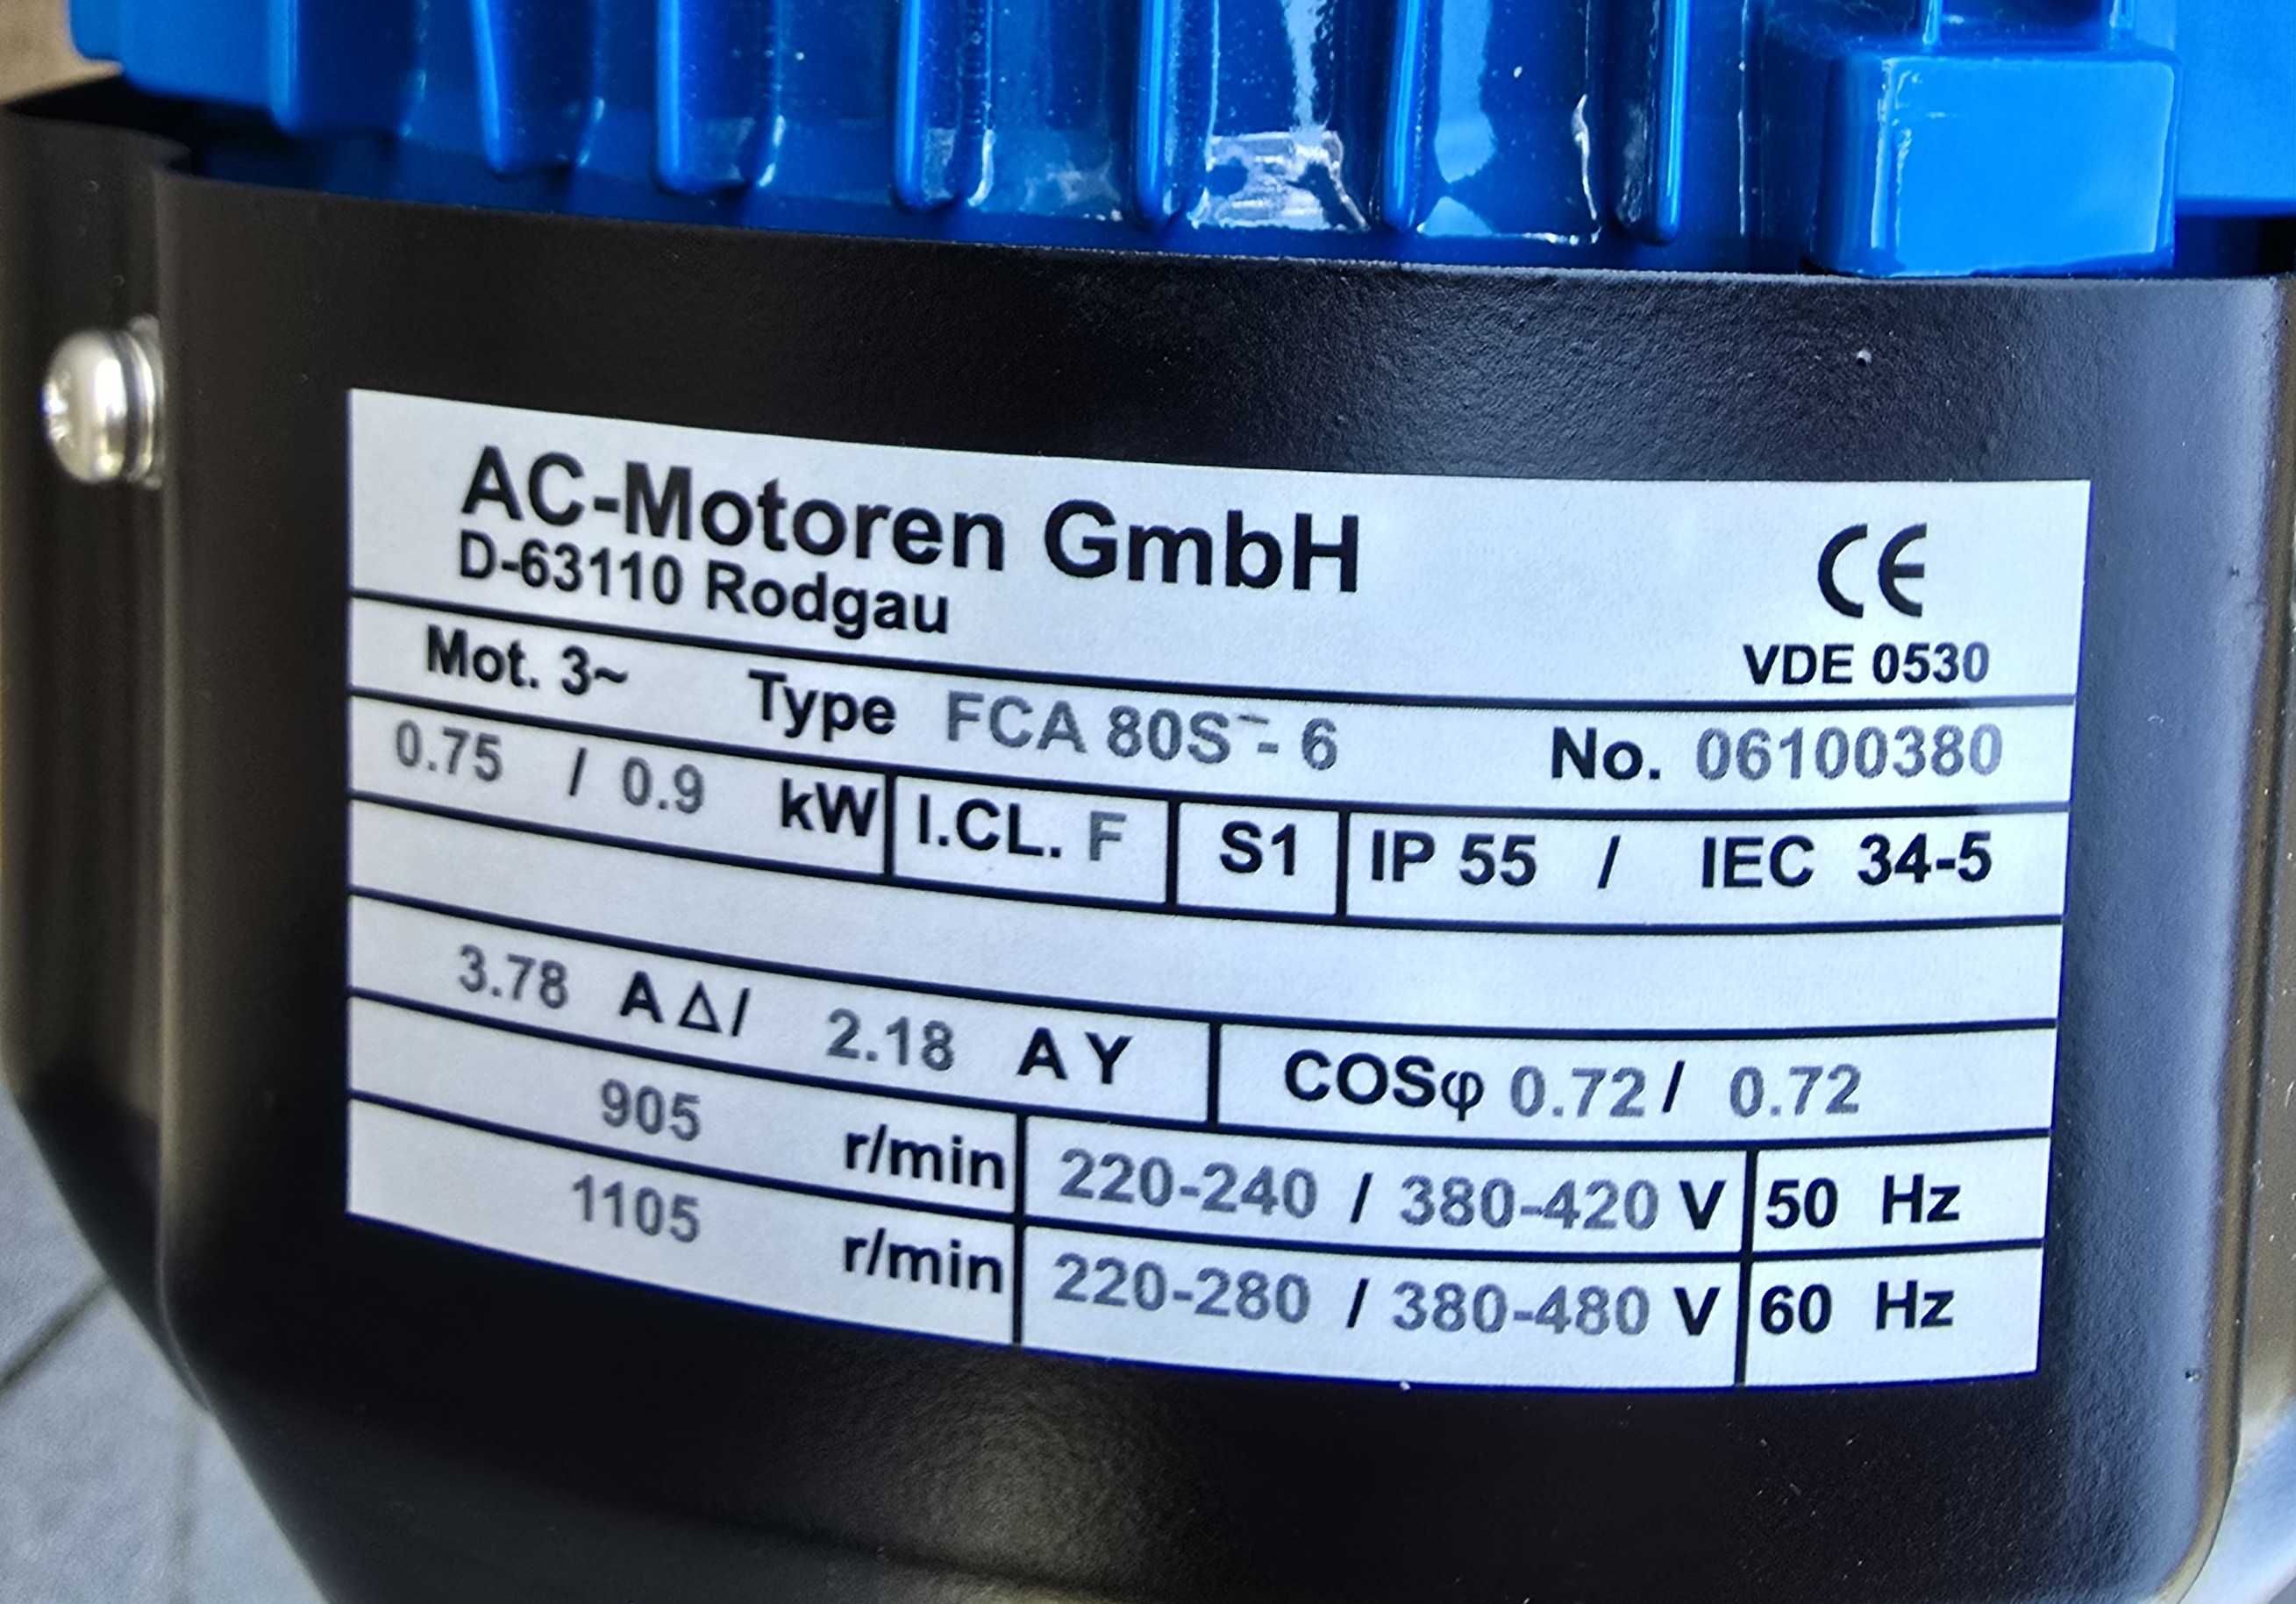 AC-Motoren GmbH
D-63110 Rodgau
CE
VDE 0530
Mot. 3~ Type FCA 80S - 6 No. 06100380
0.75 / 0.9 kW I.CL. F S1 IP 55 / IEC 34-5
3.78 A Δ/ 2.18 A Y COSφ 0.72 / 0.72
905 r/min 220-240 / 380-420 V 50 Hz
1105 r/min 220-280 / 380-480 V 60 Hz